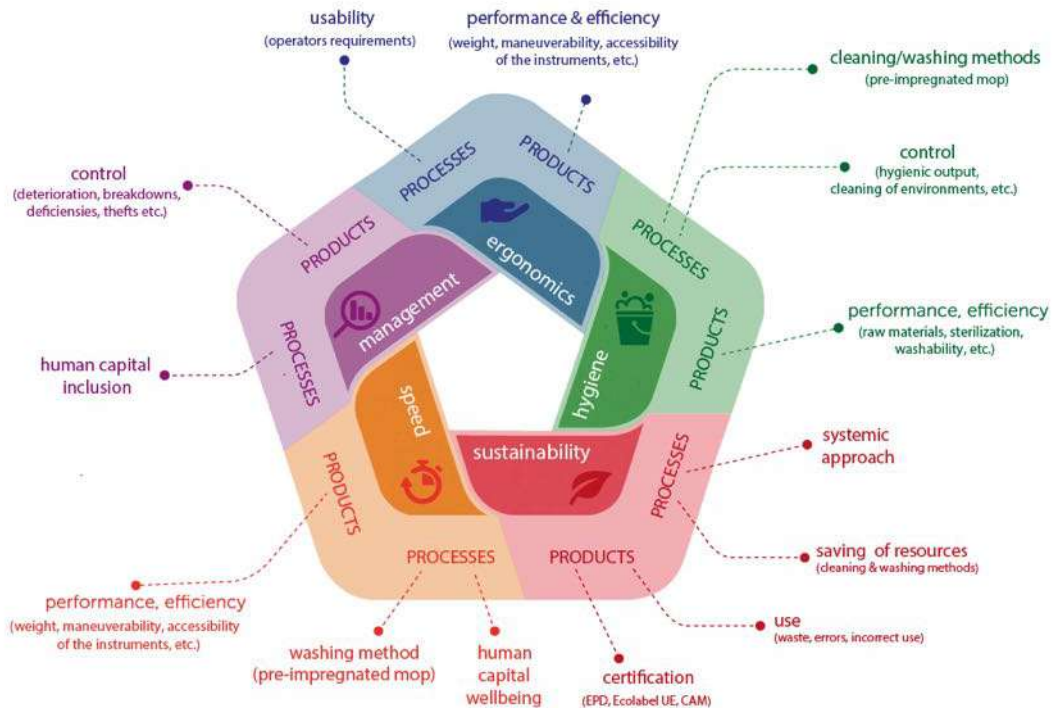 usability
(operators requirements)
performance & efficiency
(weight, maneuverability, accessibility
of the instruments, etc.)
cleaning/washing methods
(pre-impregnated mop)
control
(hygienic output,
cleaning of environments, etc.)
performance, efficiency
(raw materials, sterilization,
washability, etc.)
systemic
approach
saving of resources
(cleaning & washing methods)
use
(waste, errors, incorrect use)
certification
(EPD, Ecolabel UE, CAM)
human
capital
wellbeing
washing method
(pre-impregnated mop)
performance, efficiency
(weight, maneuverability, accessibility
of the instruments, etc.)
human capital
inclusion
control
(deterioration, breakdowns,
deficiensies, thefts etc.)
PROCESSES
PRODUCTS
ergonomics
PROCESSES
PRODUCTS
hygiene
PROCESSES
PRODUCTS
sustainability
PROCESSES
PRODUCTS
speed
PROCESSES
PRODUCTS
management